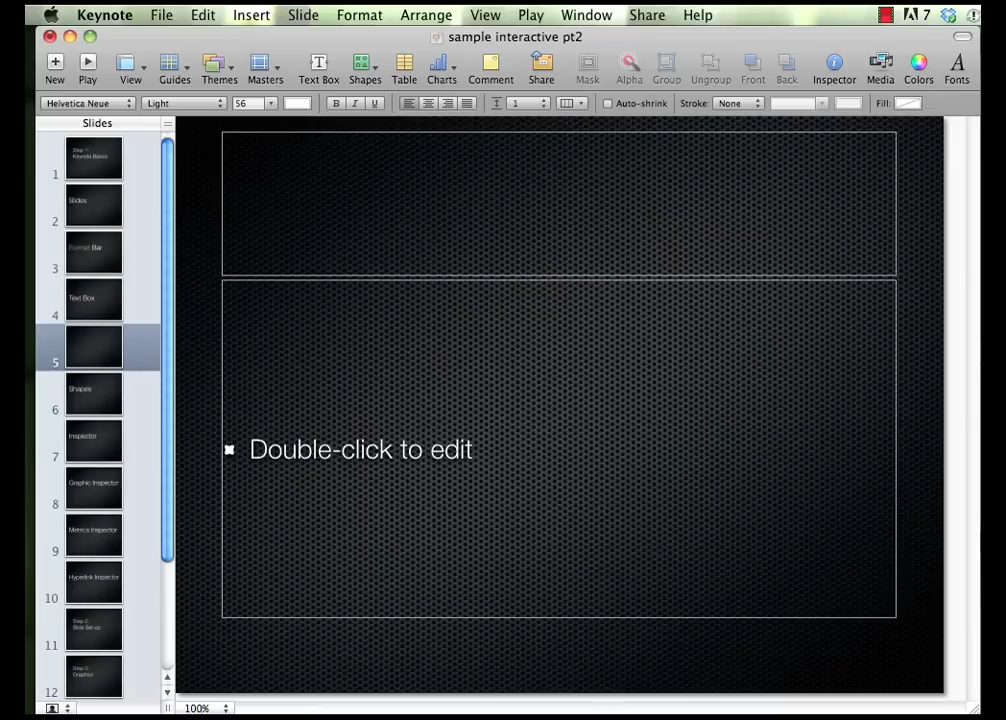 Keynote File Edit Insert Slide Format Arrange View Play Window Share Help 7
sample interactive pt2
New Play View Guides Themes Masters Text Box Shapes Table Charts Comment Share Mask Alpha Group Ungroup Front Back Inspector Media Colors Fonts
Helvetica Neue Light 56 B I U 1 Auto-shrink Stroke: None Fill:
Slides
Step 1:
Keynote Basics
1
Slides
2
Format Bar
3
Text Box
4
5
Shapes
6
Inspector
7
Graphic Inspector
8
Metrics Inspector
9
Hyperlink Inspector
10
Step 2:
Slide Set-up
11
Step 3:
Graphics
12
Double-click to edit
100%